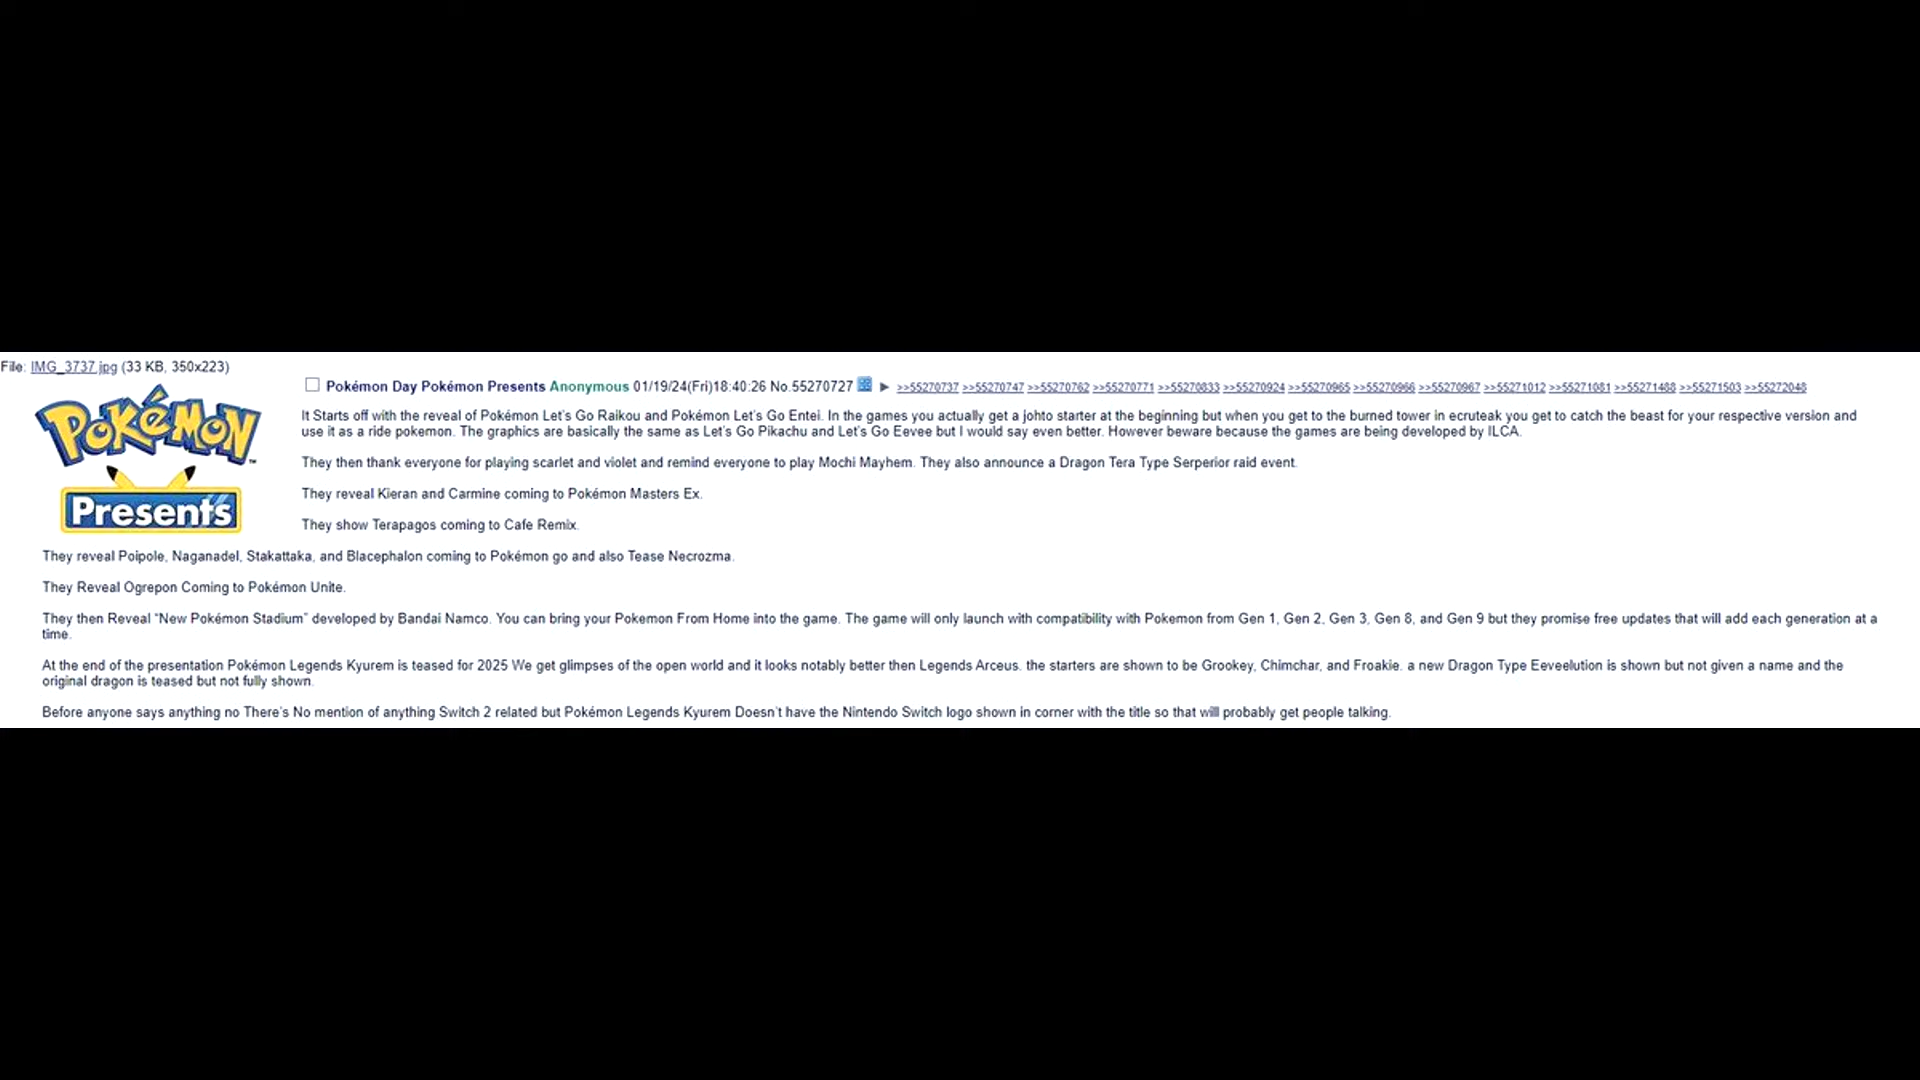 File: IMG_3737.jpg (33 KB, 350x223)
POKéMON
TM
Presents
Pokémon Day Pokémon Presents Anonymous 01/19/24(Fri)18:40:26 No.55270727 ▶ >>55270737 >>55270747 >>55270762 >>55270771 >>55270833 >>55270924 >>55270965 >>55270966 >>55270967 >>55271012 >>55271081 >>55271488 >>55271503 >>55272048
It Starts off with the reveal of Pokémon Let's Go Raikou and Pokémon Let's Go Entei. In the games you actually get a johto starter at the beginning but when you get to the burned tower in ecruteak you get to catch the beast for your respective version and
use it as a ride pokemon. The graphics are basically the same as Let's Go Pikachu and Let's Go Eevee but I would say even better. However beware because the games are being developed by ILCA.
They then thank everyone for playing scarlet and violet and remind everyone to play Mochi Mayhem. They also announce a Dragon Tera Type Serperior raid event.
They reveal Kieran and Carmine coming to Pokémon Masters Ex.
They show Terapagos coming to Cafe Remix.
They reveal Poipole, Naganadel, Stakattaka, and Blacephalon coming to Pokémon go and also Tease Necrozma.
They Reveal Ogrepon Coming to Pokémon Unite.
They then Reveal "New Pokémon Stadium" developed by Bandai Namco. You can bring your Pokemon From Home into the game. The game will only launch with compatibility with Pokemon from Gen 1, Gen 2, Gen 3, Gen 8, and Gen 9 but they promise free updates that will add each generation at a
time.
At the end of the presentation Pokémon Legends Kyurem is teased for 2025 We get glimpses of the open world and it looks notably better then Legends Arceus. the starters are shown to be Grookey, Chimchar, and Froakie. a new Dragon Type Eeveelution is shown but not given a name and the
original dragon is teased but not fully shown.
Before anyone says anything no There's No mention of anything Switch 2 related but Pokémon Legends Kyurem Doesn't have the Nintendo Switch logo shown in corner with the title so that will probably get people talking.